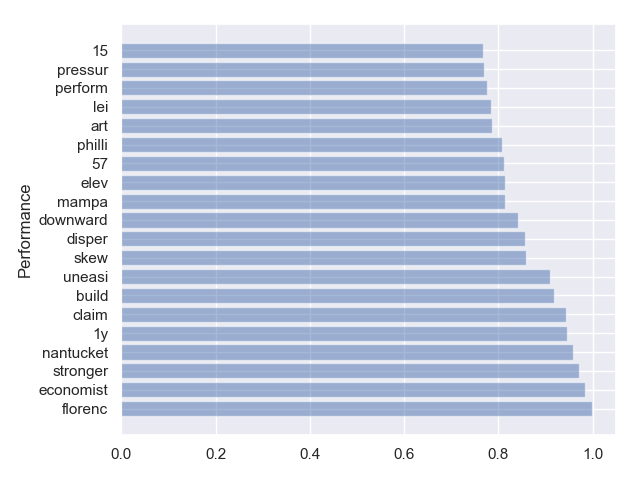 15
pressur
perform
lei
art
philli
57
elev
mampa
downward
disper
skew
uneasi
build
claim
1y
nantucket
stronger
economist
florenc
Performance
0.0 0.2 0.4 0.6 0.8 1.0